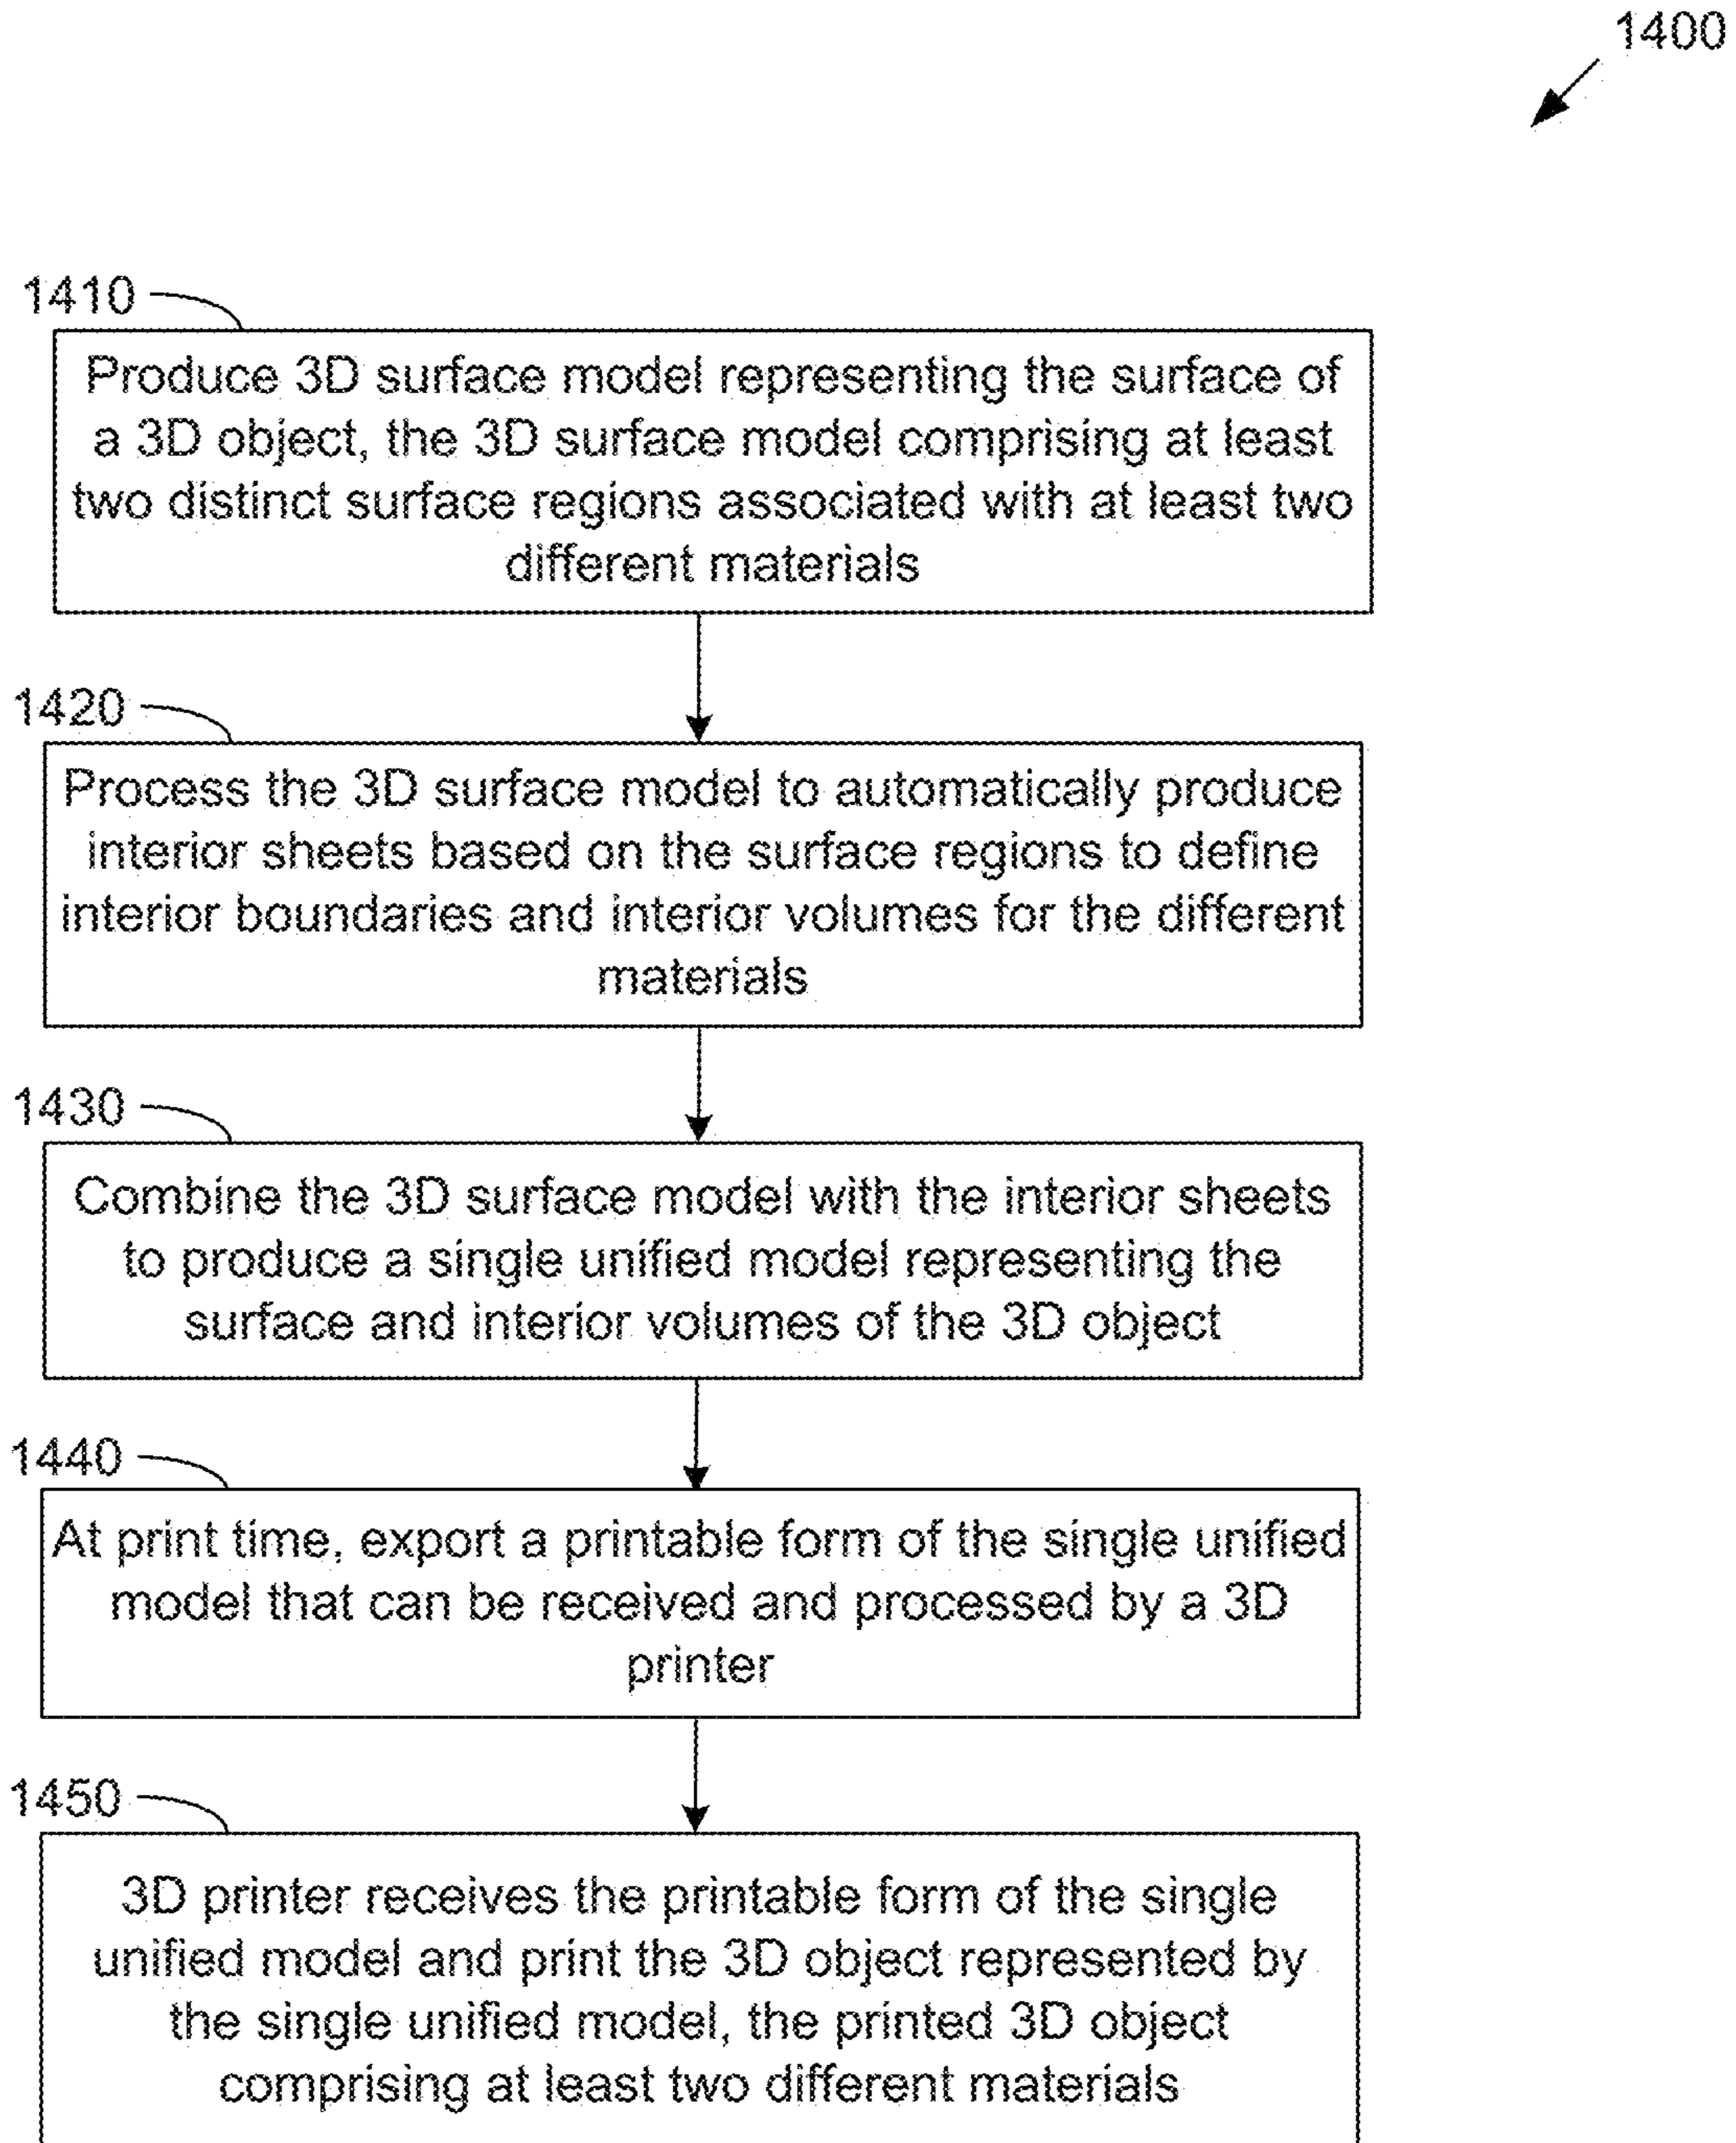 1400
1410
Produce 3D surface model representing the surface of
a 3D object, the 3D surface model comprising at least
two distinct surface regions associated with at least two
different materials
1420
Process the 3D surface model to automatically produce
interior sheets based on the surface regions to define
interior boundaries and interior volumes for the different
materials
1430
Combine the 3D surface model with the interior sheets
to produce a single unified model representing the
surface and interior volumes of the 3D object
1440
At print time, export a printable form of the single unified
model that can be received and processed by a 3D
printer
1450
3D printer receives the printable form of the single
unified model and print the 3D object represented by
the single unified model, the printed 3D object
comprising at least two different materials